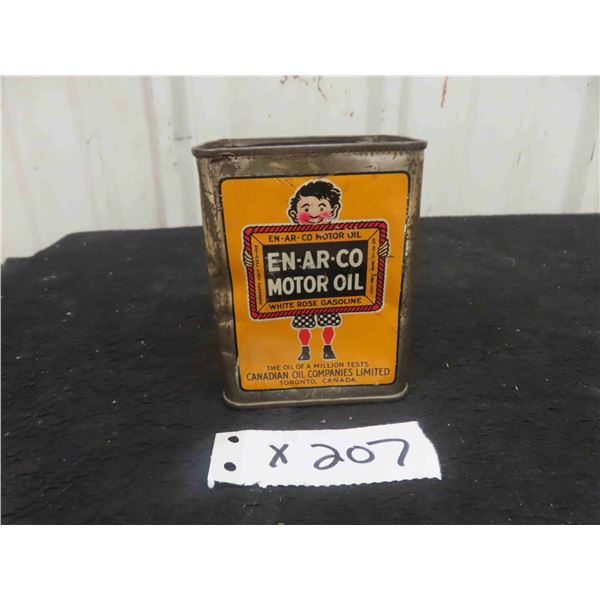 EN-AR-CO MOTOR OIL
EN-AR-CO
MOTOR OIL
WHITE ROSE GASOLINE
THE OIL OF A MILLION TESTS
CANADIAN OIL COMPANIES LIMITED
TORONTO, CANADA.
X 207